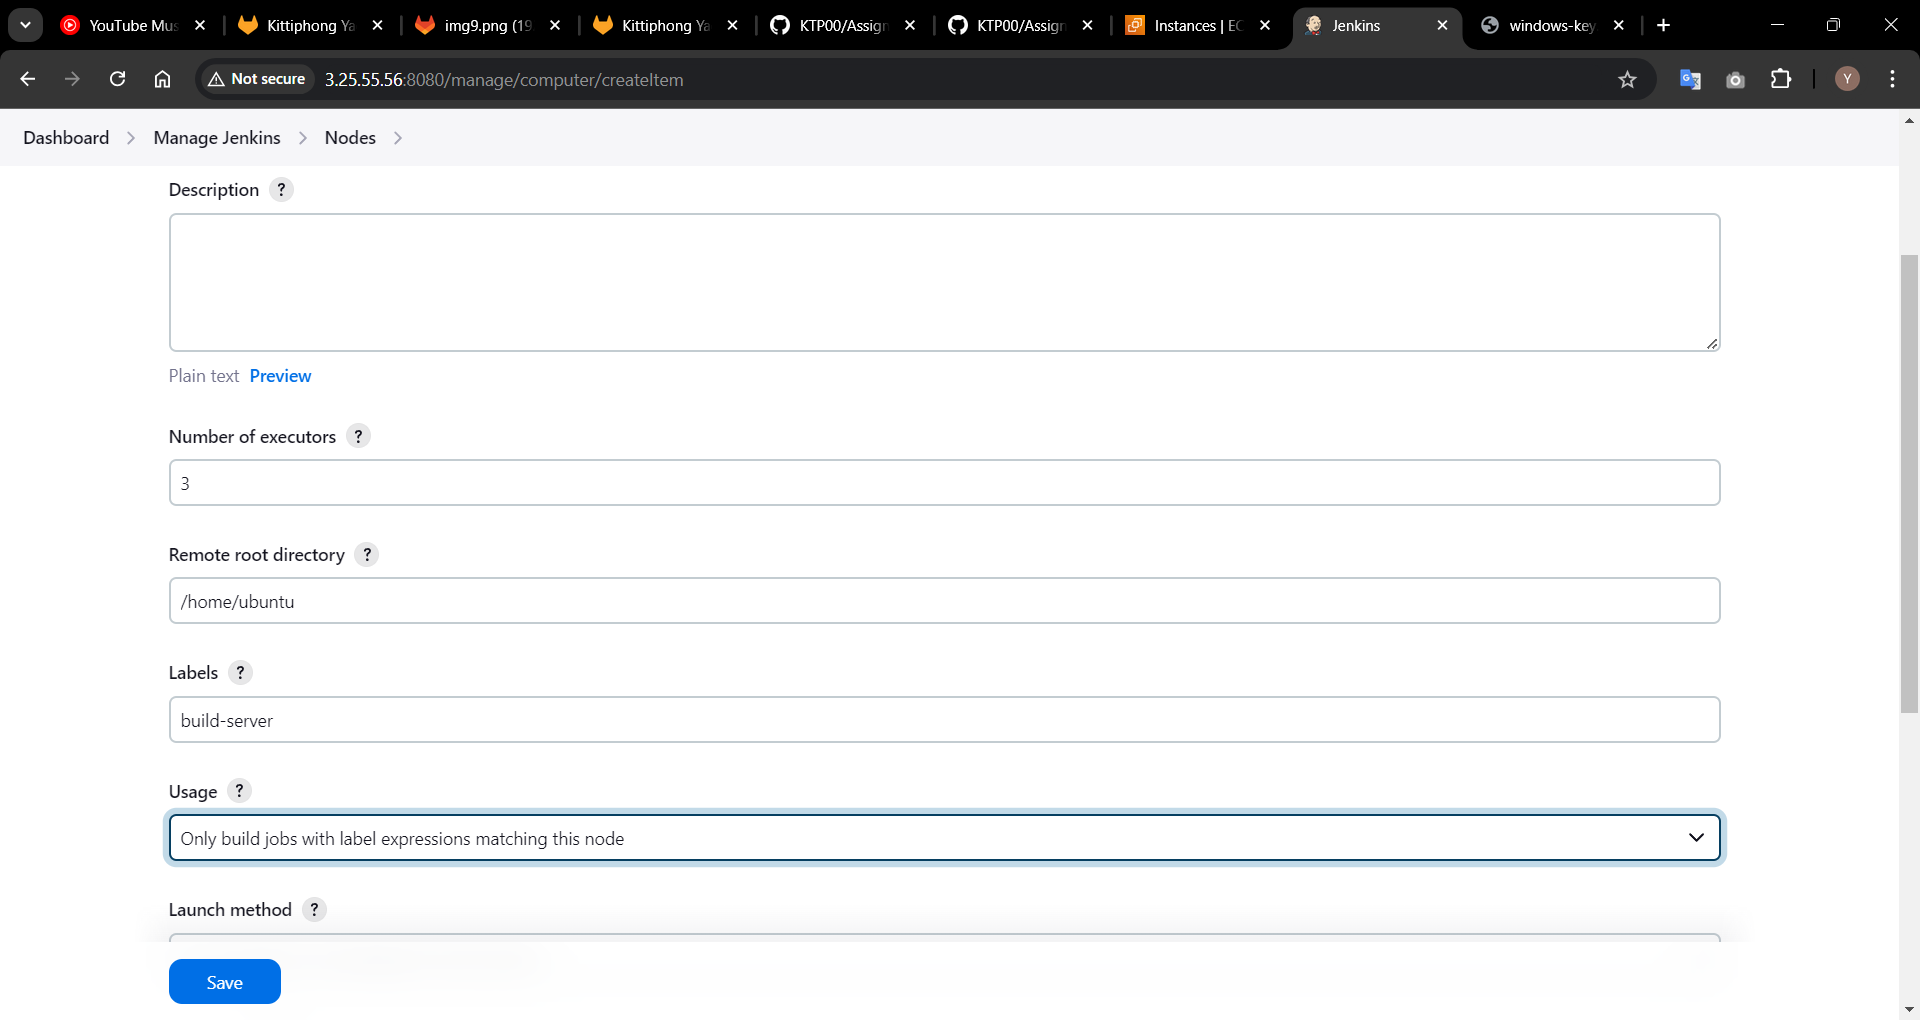 YouTube Mus
Kittiphong Ya
img9.png (19
Kittiphong Ya
KTP00/Assign
KTP00/Assign
Instances | EC
Jenkins
windows-key
Not secure
3.25.55.56:8080/manage/computer/createItem
Y
Dashboard
Manage Jenkins
Nodes
Description ?
Plain text Preview
Number of executors ?
3
Remote root directory ?
/home/ubuntu
Labels ?
build-server
Usage ?
Only build jobs with label expressions matching this node
Launch method ?
Save